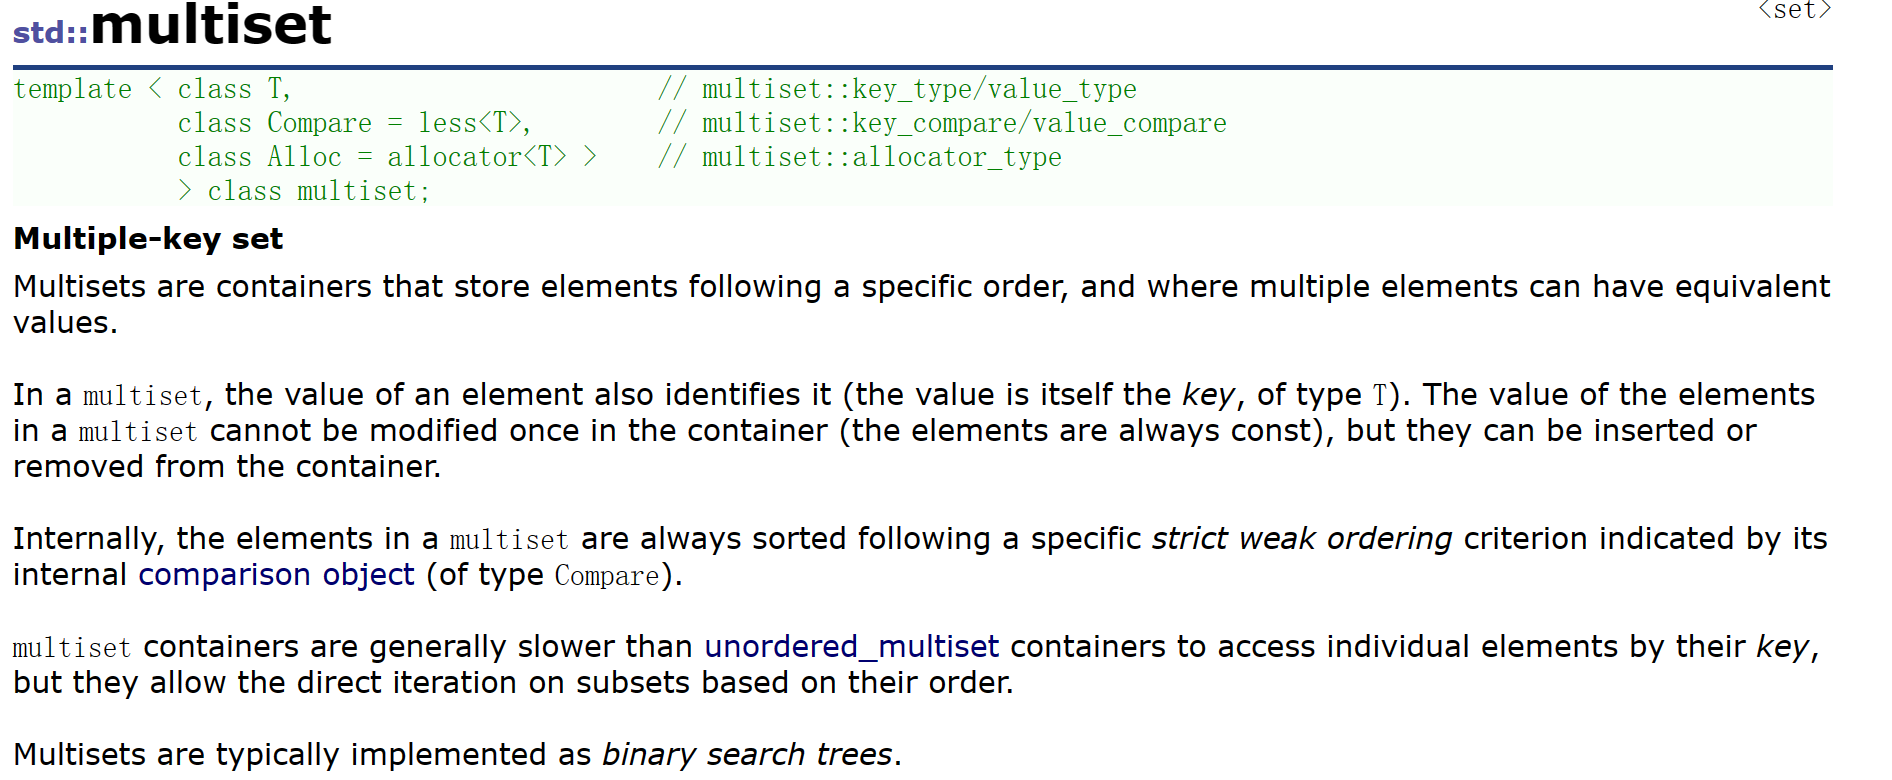 std::multiset
<set>
template < class T,                        // multiset::key_type/value_type
           class Compare = less<T>,        // multiset::key_compare/value_compare
           class Alloc = allocator<T> >    // multiset::allocator_type
           > class multiset;
Multiple-key set
Multisets are containers that store elements following a specific order, and where multiple elements can have equivalent
values.
In a multiset, the value of an element also identifies it (the value is itself the key, of type T). The value of the elements
in a multiset cannot be modified once in the container (the elements are always const), but they can be inserted or
removed from the container.
Internally, the elements in a multiset are always sorted following a specific strict weak ordering criterion indicated by its
internal comparison object (of type Compare).
multiset containers are generally slower than unordered_multiset containers to access individual elements by their key,
but they allow the direct iteration on subsets based on their order.
Multisets are typically implemented as binary search trees.